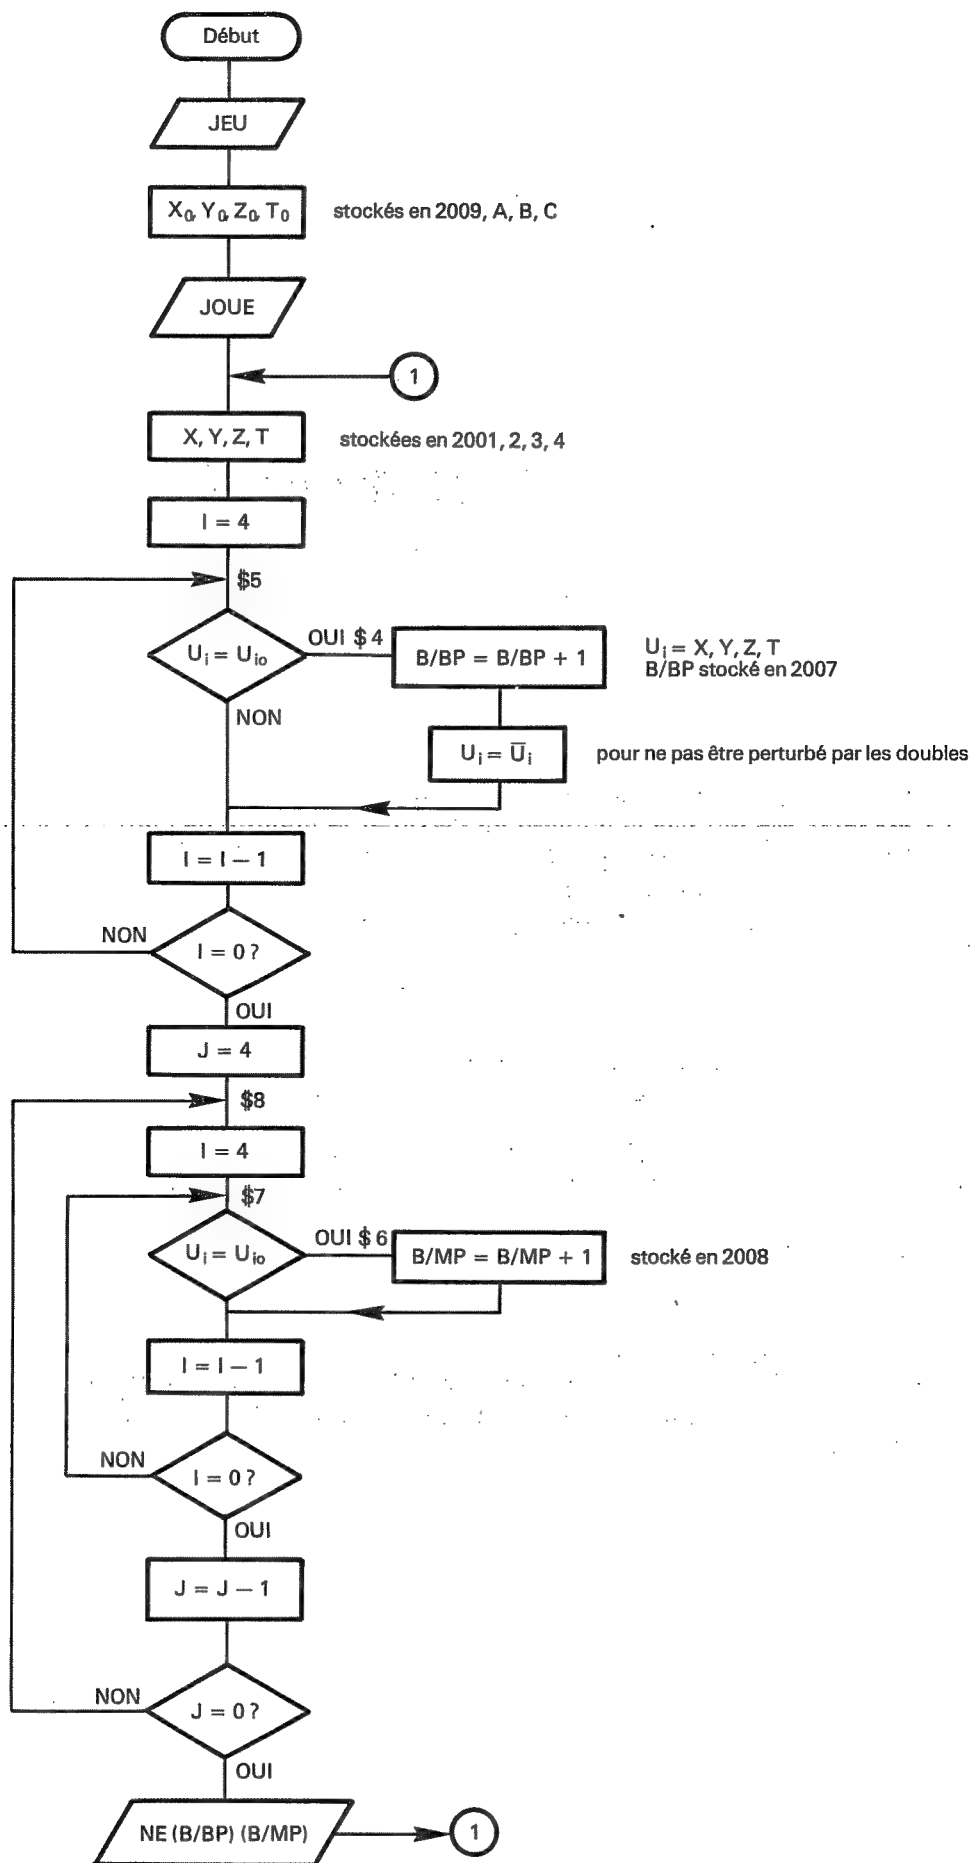 Début
JEU
X0, Y0, Z0, T0 stockés en 2009, A, B, C
JOUE
1
X, Y, Z, T stockées en 2001, 2, 3, 4
I = 4
$5
Ui = Uio OUI $ 4 B/BP = B/BP + 1 Ui = X, Y, Z, T
B/BP stocké en 2007
NON
Ui = U̅i pour ne pas être perturbé par les doubles
I = I — 1
NON I = 0 ?
OUI
J = 4
$8
I = 4
$7
Ui = Uio OUI $ 6 B/MP = B/MP + 1 stocké en 2008
I = I — 1
NON I = 0 ?
OUI
J = J — 1
NON J = 0 ?
OUI
NE (B/BP) (B/MP) 1